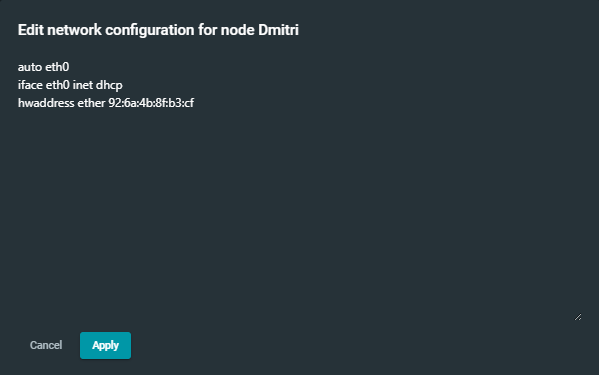 Edit network configuration for node Dmitri
auto eth0
iface eth0 inet dhcp
hwaddress ether 92:6a:4b:8f:b3:cf
Cancel
Apply